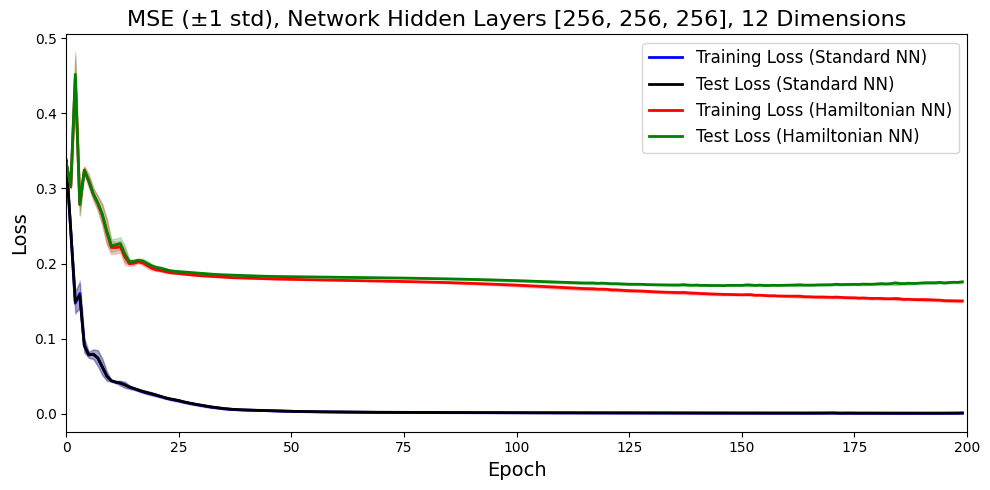 MSE (±1 std), Network Hidden Layers [256, 256, 256], 12 Dimensions
Training Loss (Standard NN)
Test Loss (Standard NN)
Training Loss (Hamiltonian NN)
Test Loss (Hamiltonian NN)
Loss
0.5
0.4
0.3
0.2
0.1
0.0
0 25 50 75 100 125 150 175 200
Epoch